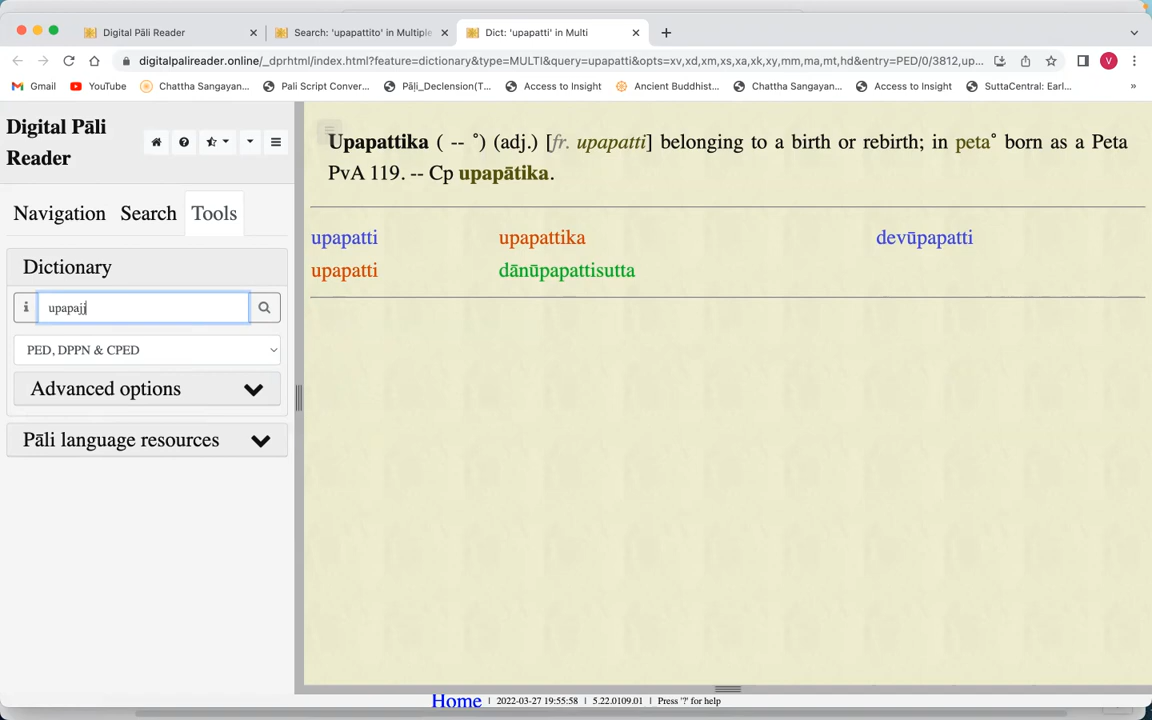 Digital Pāli Reader
Search: 'upapattito' in Multiple
Dict: 'upapatti' in Multi
digitalpalireader.online/_dprhtml/index.html?feature=dictionary&type=MULTI&query=upapatti&opts=xv,xd,xm,xs,xa,xk,xy,mm,ma,mt,hd&entry=PED/0/3812,up...
V
Gmail
YouTube
Chattha Sangayan...
Pali Script Conver...
Pāḷi_Declension(T...
Access to Insight
Ancient Buddhist...
Chattha Sangayan...
Access to Insight
SuttaCentral: Earl...
»
Digital Pāli
Reader
Navigation Search Tools
Dictionary
upapajj
PED, DPPN & CPED
Advanced options
Pāli language resources
Upapattika ( -- ˚) (adj.) [fr. upapatti] belonging to a birth or rebirth; in peta˚ born as a Peta
PvA 119. -- Cp upapātika.
upapatti upapattika devūpapatti
upapatti dānūpapattisutta
Home | 2022-03-27 19:55:58 | 5.22.0109.01 | Press '?' for help